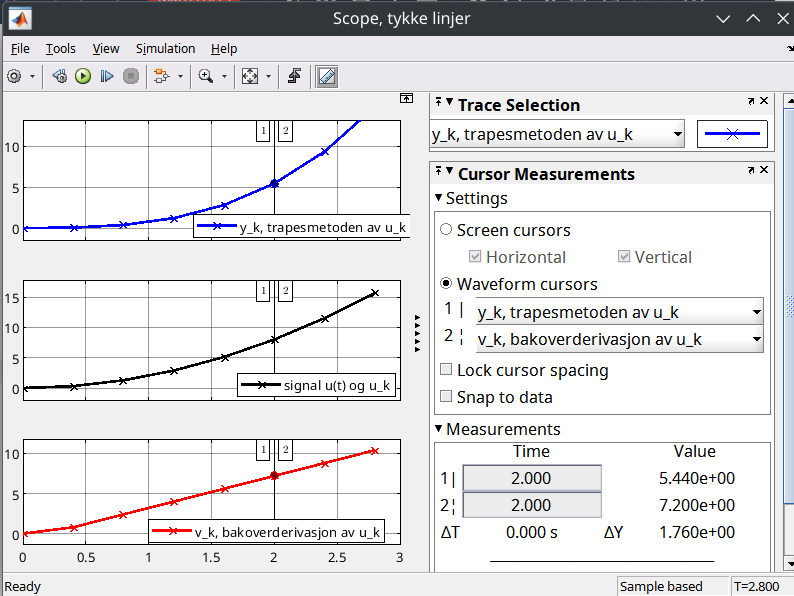 Scope, tykke linjer
File Tools View Simulation Help
Trace Selection
y_k, trapesmetoden av u_k
Cursor Measurements
Settings
Screen cursors
Horizontal Vertical
Waveform cursors
1 | y_k, trapesmetoden av u_k
2 ¦ v_k, bakoverderivasjon av u_k
Lock cursor spacing
Snap to data
Measurements
Time Value
1| 2.000 5.440e+00
2¦ 2.000 7.200e+00
ΔT 0.000 s ΔY 1.760e+00
1 2
10
5
0
y_k, trapesmetoden av u_k
1 2
15
10
5
0
signal u(t) og u_k
1 2
10
5
0
v_k, bakoverderivasjon av u_k
0 0.5 1 1.5 2 2.5 3
Ready Sample based T=2.800